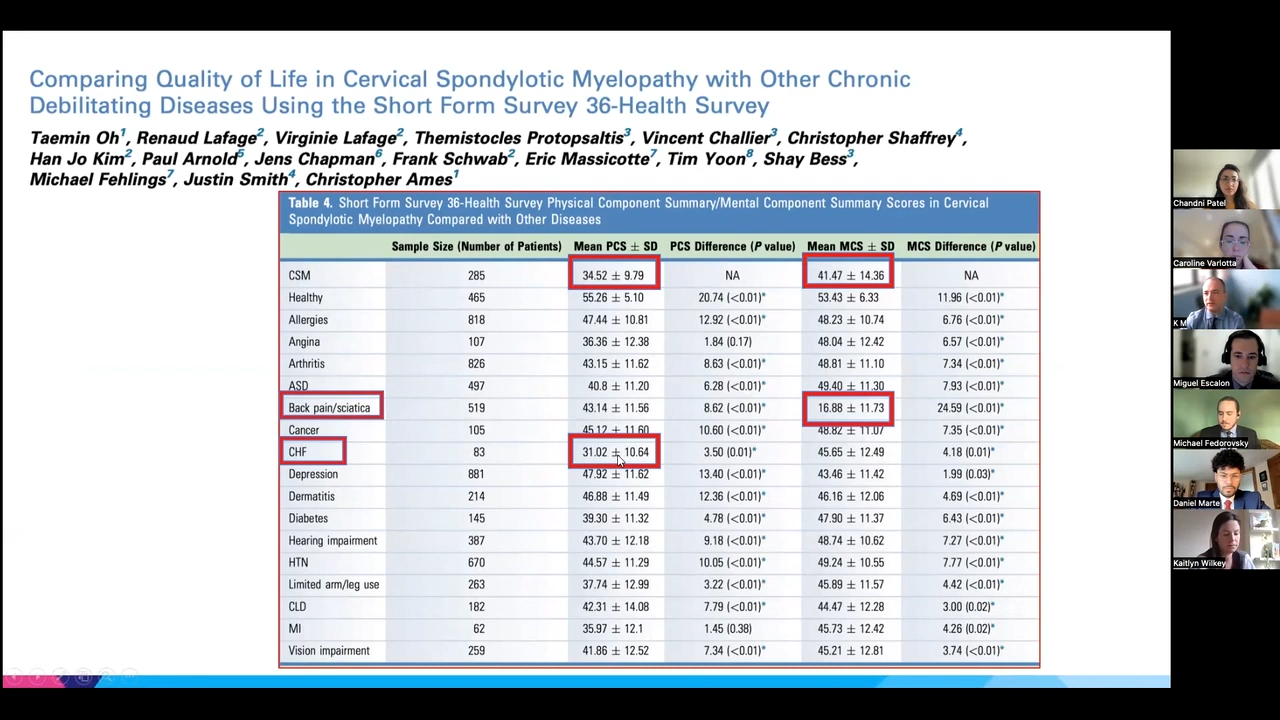 Comparing Quality of Life in Cervical Spondylotic Myelopathy with Other Chronic
Debilitating Diseases Using the Short Form Survey 36-Health Survey
Taemin Oh1, Renaud Lafage2, Virginie Lafage2, Themistocles Protopsaltis3, Vincent Challier3, Christopher Shaffrey4,
Han Jo Kim2, Paul Arnold5, Jens Chapman6, Frank Schwab2, Eric Massicotte7, Tim Yoon8, Shay Bess3,
Michael Fehlings7, Justin Smith4, Christopher Ames1
Table 4. Short Form Survey 36-Health Survey Physical Component Summary/Mental Component Summary Scores in Cervical
Spondylotic Myelopathy Compared with Other Diseases
Sample Size (Number of Patients) Mean PCS ± SD PCS Difference (P value) Mean MCS ± SD MCS Difference (P value)
CSM 285 34.52 ± 9.79 NA 41.47 ± 14.36 NA
Healthy 465 55.26 ± 5.10 20.74 (<0.01)* 53.43 ± 6.33 11.96 (<0.01)*
Allergies 818 47.44 ± 10.81 12.92 (<0.01)* 48.23 ± 10.74 6.76 (<0.01)*
Angina 107 36.36 ± 12.38 1.84 (0.17) 48.04 ± 12.42 6.57 (<0.01)*
Arthritis 826 43.15 ± 11.62 8.63 (<0.01)* 48.81 ± 11.10 7.34 (<0.01)*
ASD 497 40.8 ± 11.20 6.28 (<0.01)* 49.40 ± 11.30 7.93 (<0.01)*
Back pain/sciatica 519 43.14 ± 11.56 8.62 (<0.01)* 16.88 ± 11.73 24.59 (<0.01)*
Cancer 105 45.12 ± 11.60 10.60 (<0.01)* 48.82 ± 11.07 7.35 (<0.01)*
CHF 83 31.02 ± 10.64 3.50 (0.01)* 45.65 ± 12.49 4.18 (0.01)*
Depression 881 47.92 ± 11.62 13.40 (<0.01)* 43.46 ± 11.42 1.99 (0.03)*
Dermatitis 214 46.88 ± 11.49 12.36 (<0.01)* 46.16 ± 12.06 4.69 (<0.01)*
Diabetes 145 39.30 ± 11.32 4.78 (<0.01)* 47.90 ± 11.37 6.43 (<0.01)*
Hearing impairment 387 43.70 ± 12.18 9.18 (<0.01)* 48.74 ± 10.62 7.27 (<0.01)*
HTN 670 44.57 ± 11.29 10.05 (<0.01)* 49.24 ± 10.55 7.77 (<0.01)*
Limited arm/leg use 263 37.74 ± 12.99 3.22 (<0.01)* 45.89 ± 11.57 4.42 (<0.01)*
CLD 182 42.31 ± 14.08 7.79 (<0.01)* 44.47 ± 12.28 3.00 (0.02)*
MI 62 35.97 ± 12.1 1.45 (0.38) 45.73 ± 12.42 4.26 (0.02)*
Vision impairment 259 41.86 ± 12.52 7.34 (<0.01)* 45.21 ± 12.81 3.74 (<0.01)*
Chandni Patel
Caroline Varlotta
K M
Miguel Escalon
Michael Fedorovsky
Daniel Marte
Kaitlyn Wilkey